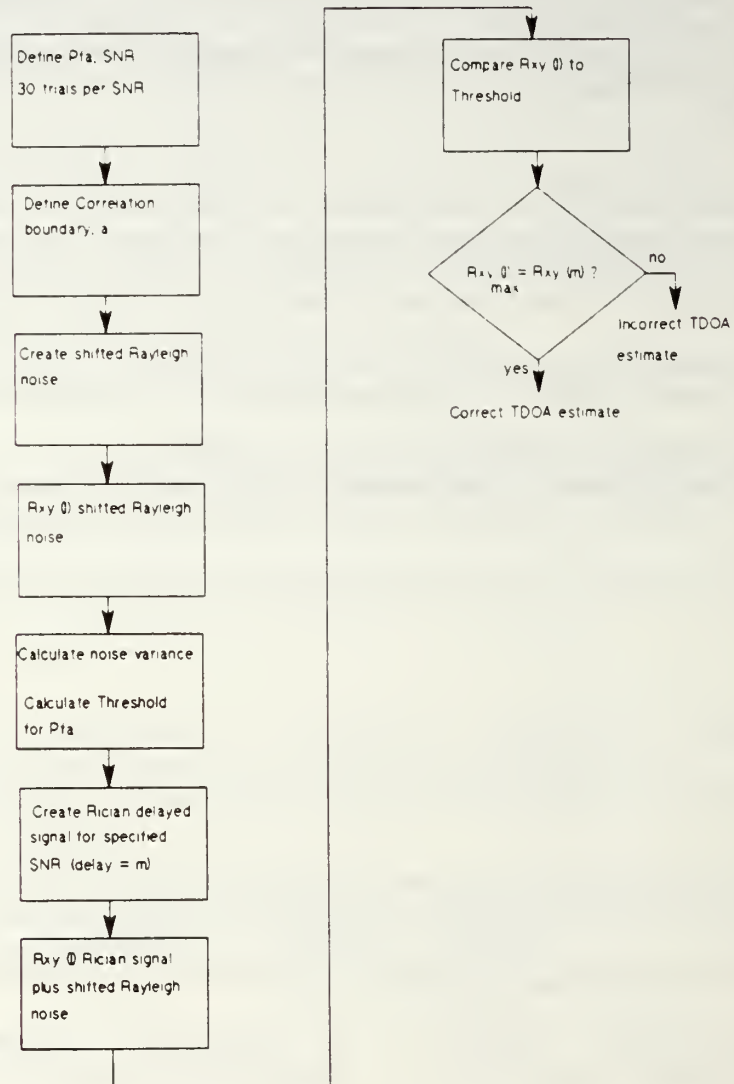 Define Pfa, SNR
30 trials per SNR
Define Correlation
boundary, a
Create shifted Rayleigh
noise
Rxy (l) shifted Rayleigh
noise
Calculate noise variance
Calculate Threshold
for Pfa
Create Rician delayed
signal for specified
SNR (delay = m)
Rxy (l) Rician signal
plus shifted Rayleigh
noise
Compare Rxy (l) to
Threshold
Rxy (l) = Rxy (m) ?
max
no
Incorrect TDOA
estimate
yes
Correct TDOA estimate